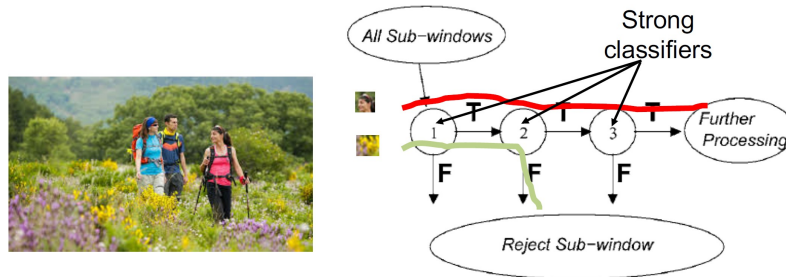 Strong
classifiers
All Sub-windows
T T T
1 2 3
Further
Processing
F F F
Reject Sub-window